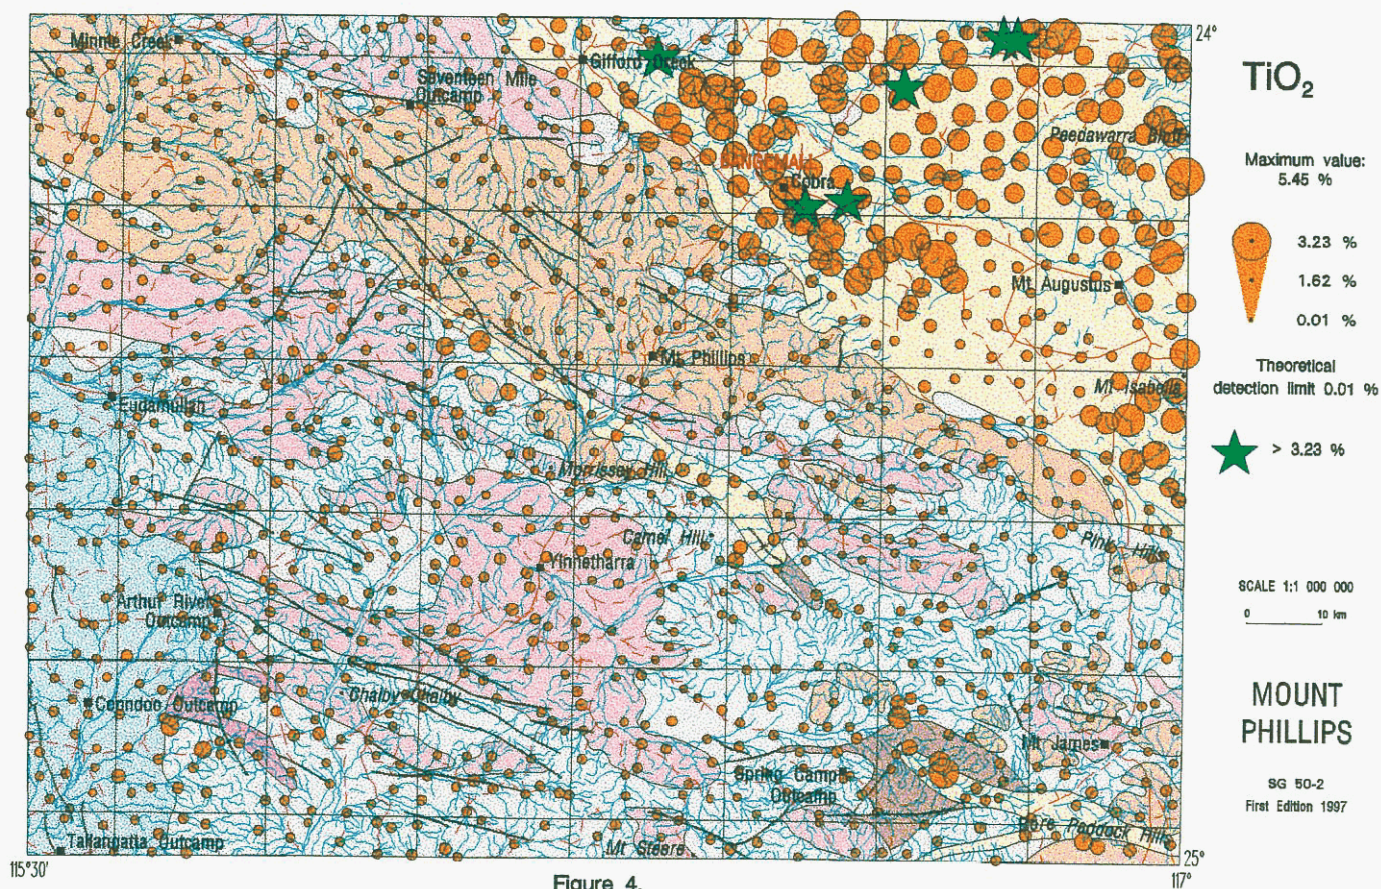 24°
Minnie Creek
Gifford Creek
Seventeen Mile
Outcamp
TiO₂
Peedawarra Bluff
BANGEMALL
Cobra
Maximum value:
5.45 %
3.23 %
1.62 %
0.01 %
Mt Augustus
Mt Phillips
Theoretical
detection limit 0.01 %
Mt Isabella
Eudamullah
> 3.23 %
Morrissey Hill
Camel Hill
Pink Hills
Yinnetharra
SCALE 1:1 000 000
0 10 km
Arthur River
Outcamp
Chalby Chalby
MOUNT
PHILLIPS
Mt James
Spring Camp
Outcamp
SG 50-2
First Edition 1997
Paddock Hills
Tallangatta Outcamp
Mt Steere
115°30'
25°
117°
Figure 4.